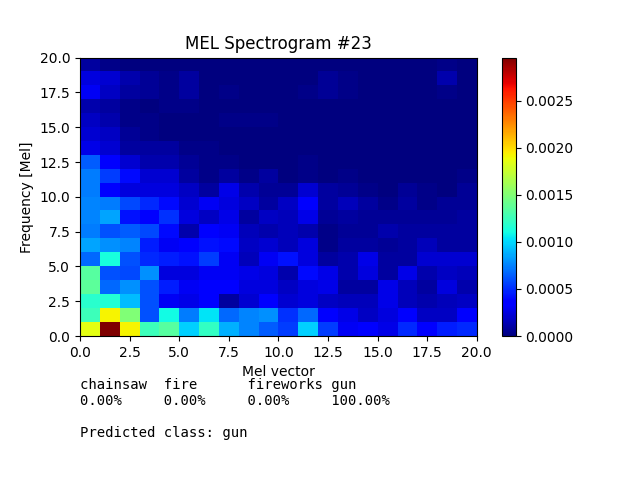 MEL Spectrogram #23
20.0
17.5
15.0
12.5
10.0
7.5
5.0
2.5
0.0
Frequency [Mel]
0.0 2.5 5.0 7.5 10.0 12.5 15.0 17.5 20.0
Mel vector
0.0025
0.0020
0.0015
0.0010
0.0005
0.0000
chainsaw fire fireworks gun
0.00% 0.00% 0.00% 100.00%
Predicted class: gun